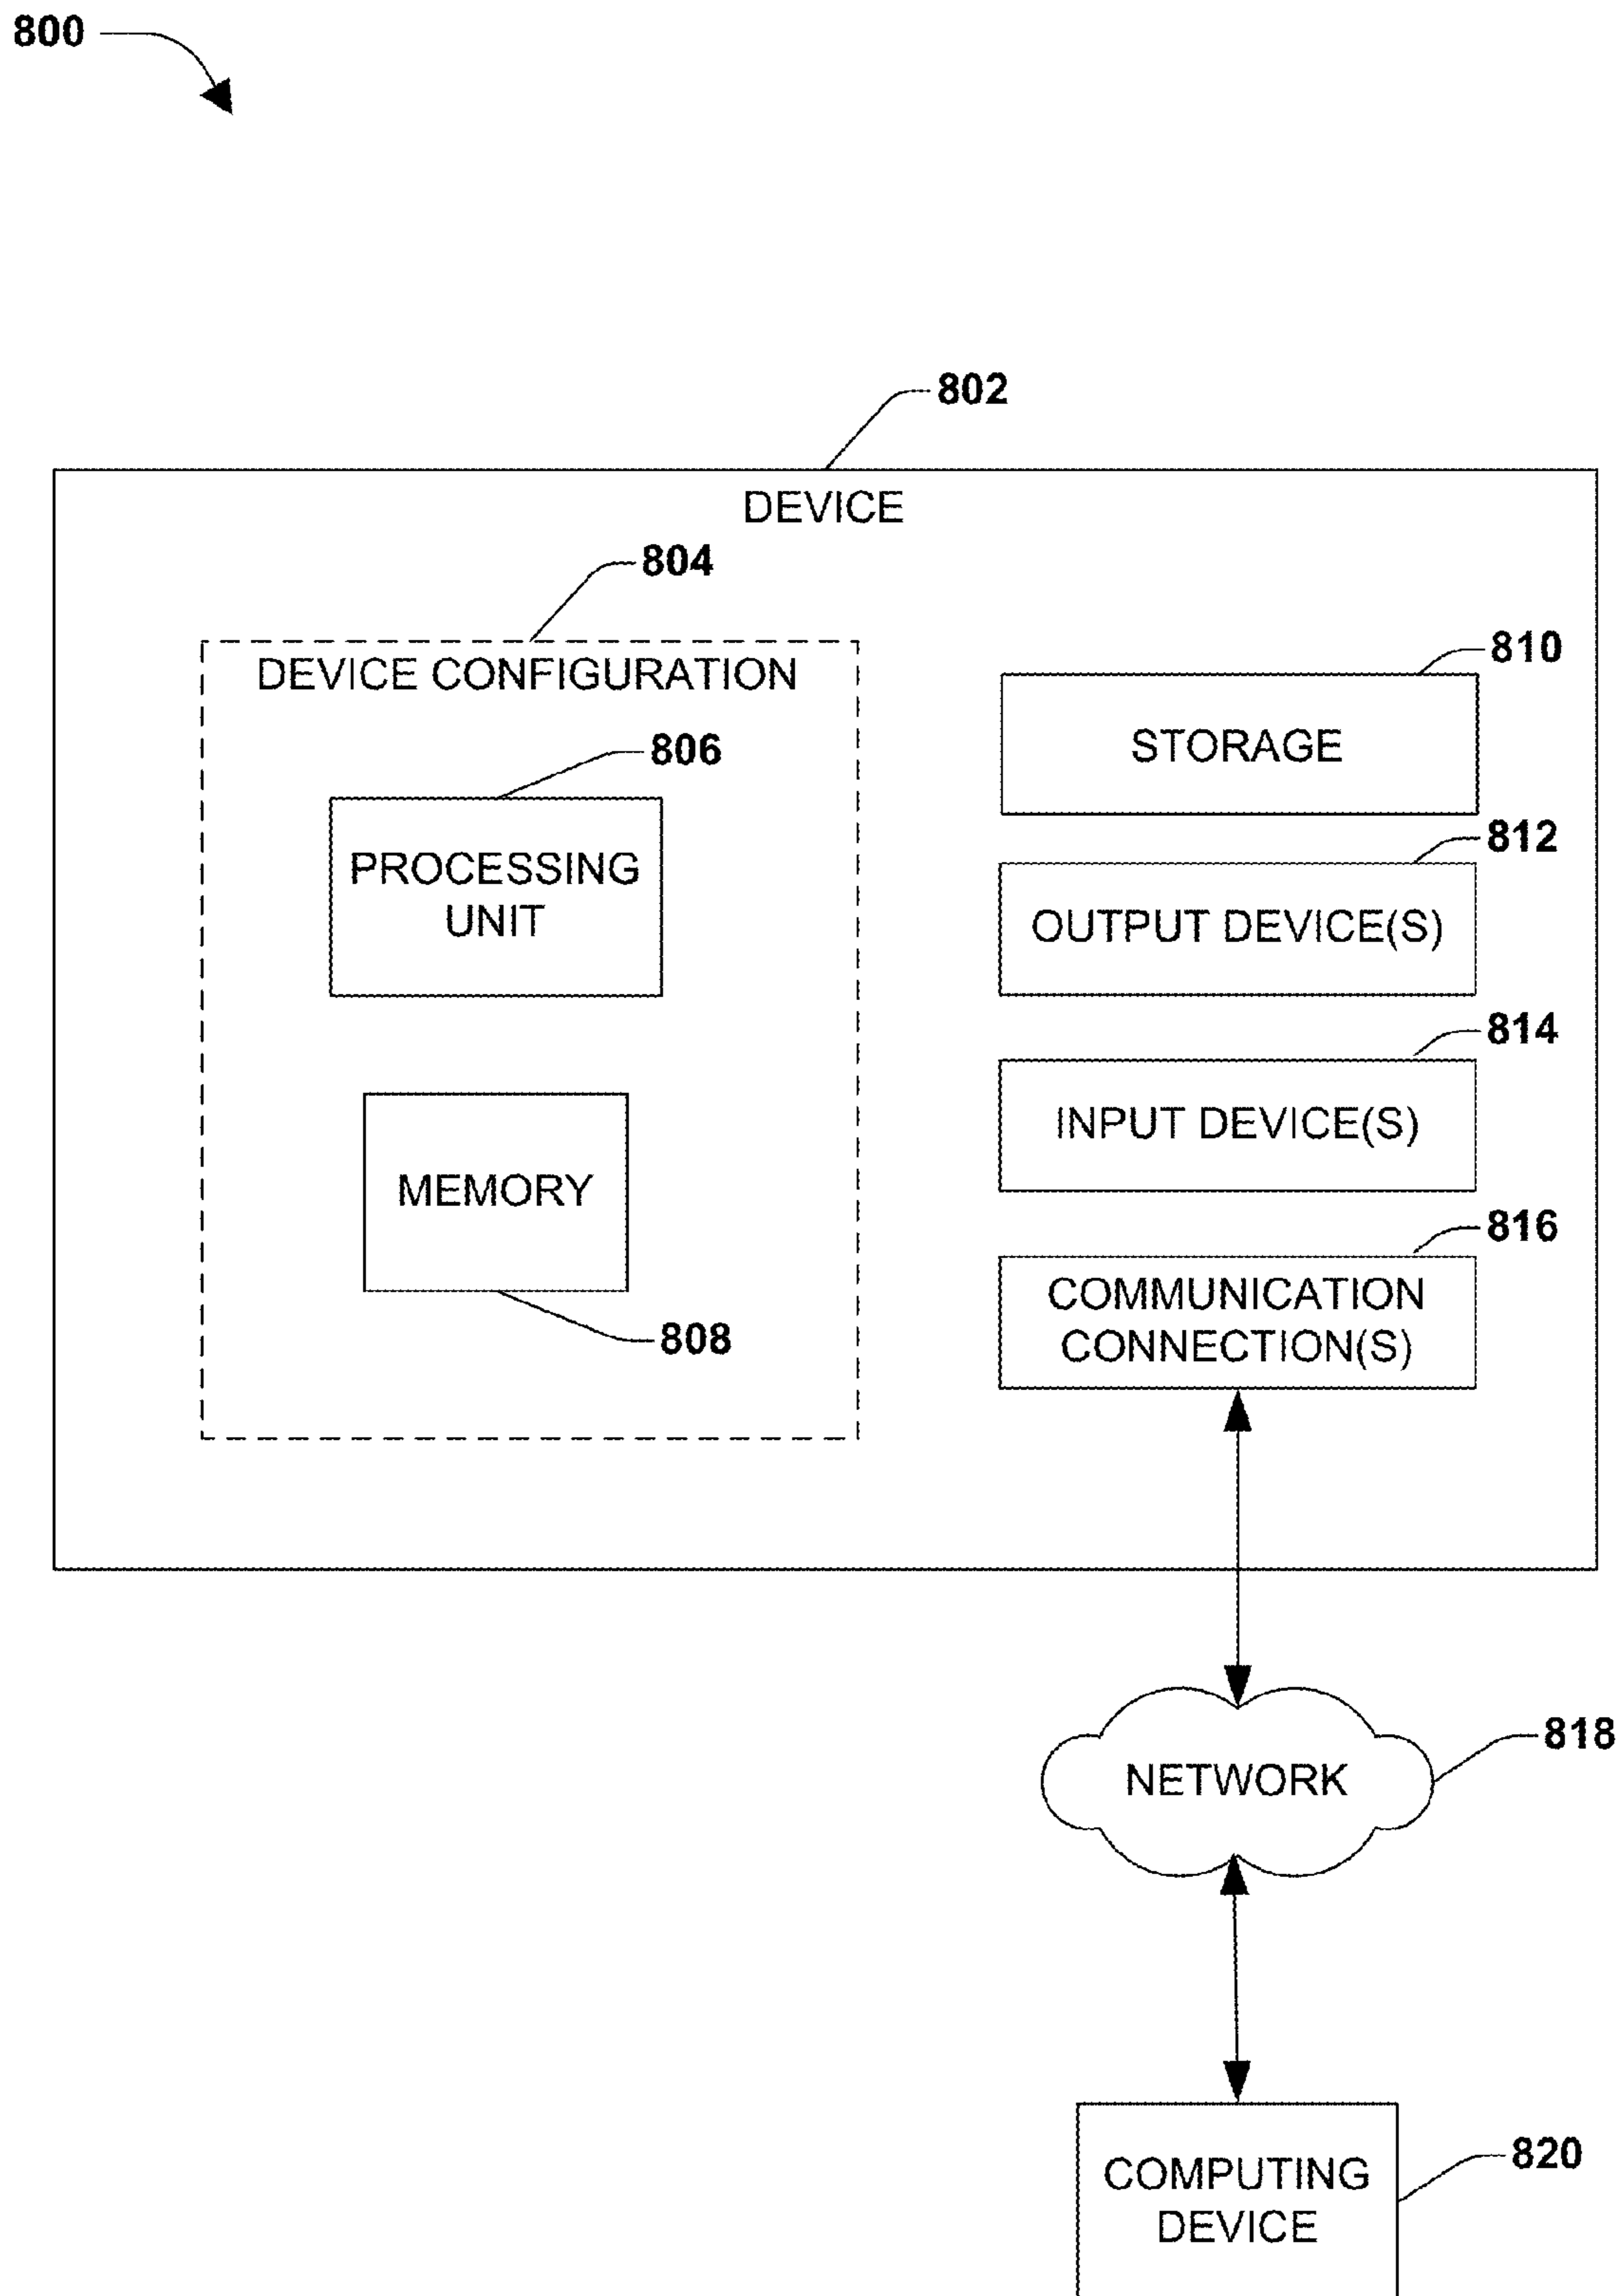 800
802
DEVICE
804
DEVICE CONFIGURATION
806
PROCESSING
UNIT
MEMORY
808
810
STORAGE
812
OUTPUT DEVICE(S)
814
INPUT DEVICE(S)
816
COMMUNICATION
CONNECTION(S)
818
NETWORK
820
COMPUTING
DEVICE